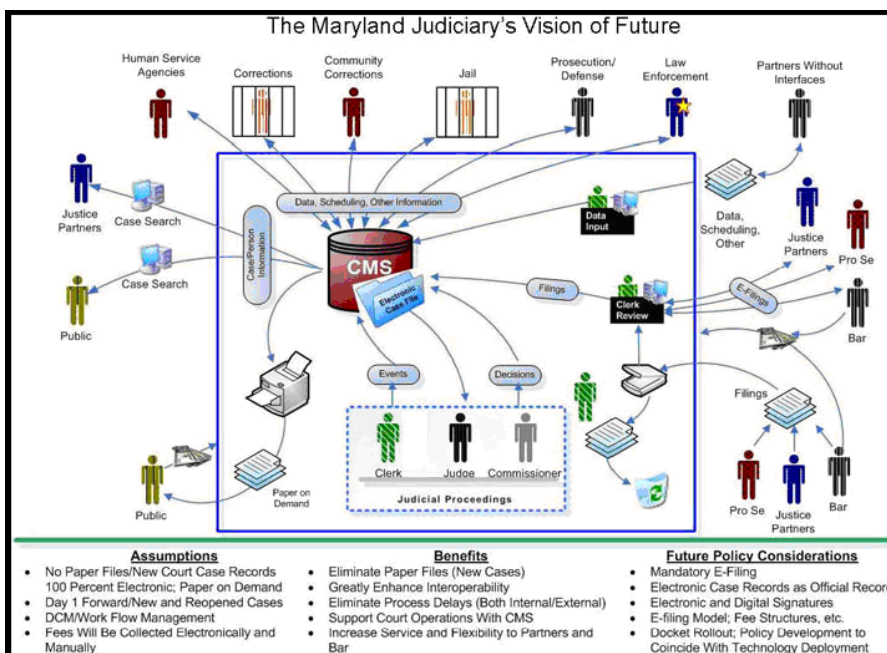 The Maryland Judiciary's Vision of Future
Human Service
Agencies
Corrections
Community
Corrections
Jail
Prosecution/
Defense
Law
Enforcement
Partners Without
Interfaces
Justice
Partners
Case Search
Data, Scheduling, Other Information
Data
Input
Data,
Scheduling,
Other
Justice
Partners
Pro Se
Case Search
Public
Case/Person
Information
CMS
Electronic
Case File
Filings
Clerk
Review
E-Filings
Bar
Events
Decisions
Filings
Clerk
Judge
Commissioner
Judicial Proceedings
Paper on
Demand
Public
Pro Se
Justice
Partners
Bar
Assumptions
• No Paper Files/New Court Case Records
100 Percent Electronic; Paper on Demand
• Day 1 Forward/New and Reopened Cases
• DCM/Work Flow Management
• Fees Will Be Collected Electronically and
Manually
Benefits
• Eliminate Paper Files (New Cases)
• Greatly Enhance Interoperability
• Eliminate Process Delays (Both Internal/External)
• Support Court Operations With CMS
• Increase Service and Flexibility to Partners and
Bar
Future Policy Considerations
• Mandatory E-Filing
• Electronic Case Records as Official Record
• Electronic and Digital Signatures
• E-filing Model; Fee Structures, etc.
• Docket Rollout; Policy Development to
Coincide With Technology Deployment